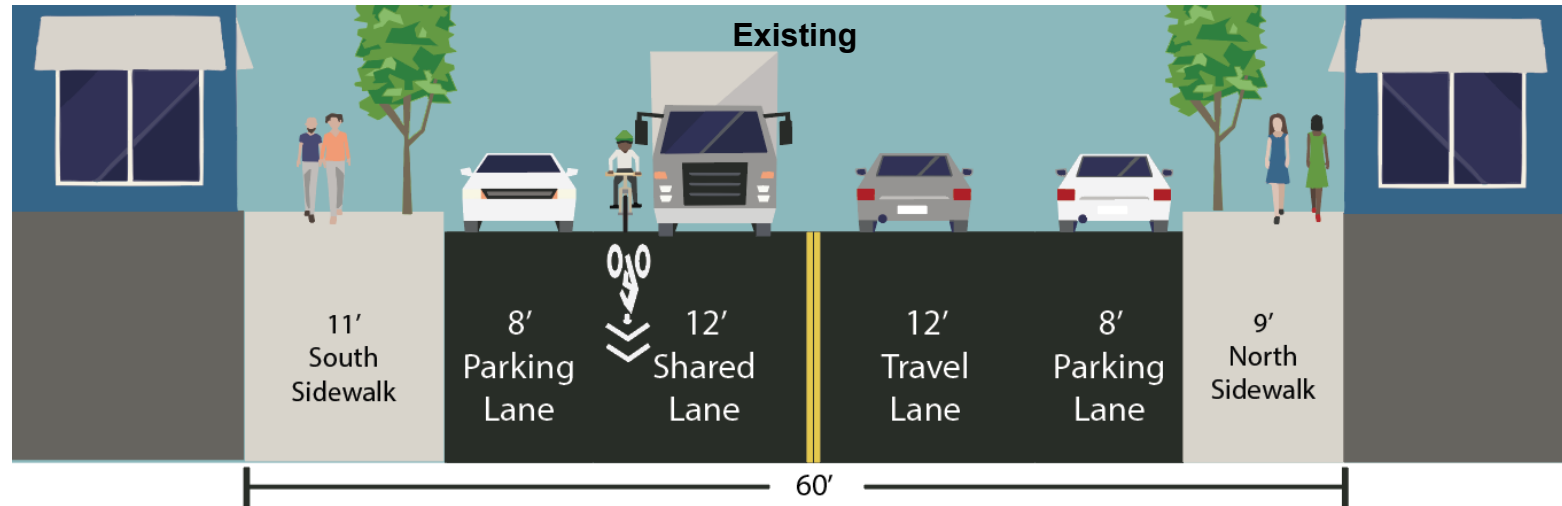 Existing
11’
South
Sidewalk
8’
Parking
Lane
12’
Shared
Lane
12’
Travel
Lane
8’
Parking
Lane
9’
North
Sidewalk
60’